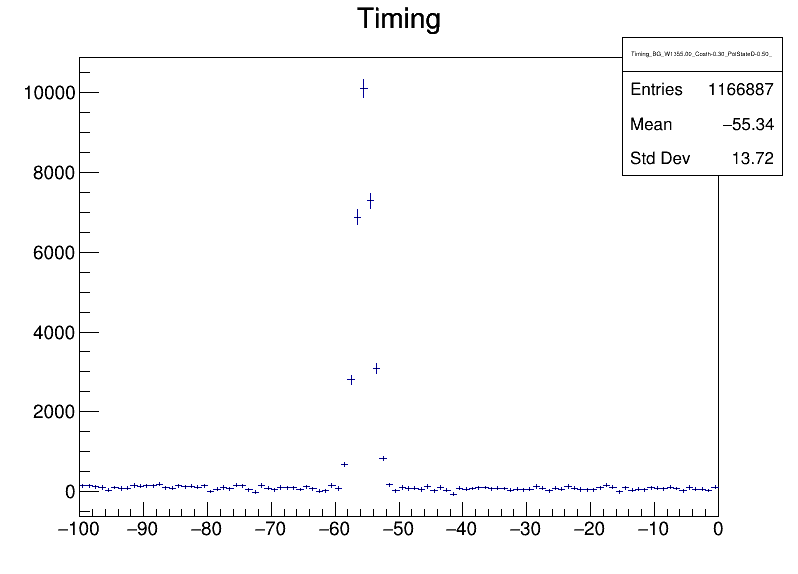 Timing
Timing_BG_W1355.00_Costh-0.30_PolStateD-0.50_
Entries 1166887
Mean −55.34
Std Dev 13.72
10000
8000
6000
4000
2000
0
−100 −90 −80 −70 −60 −50 −40 −30 −20 −10 0